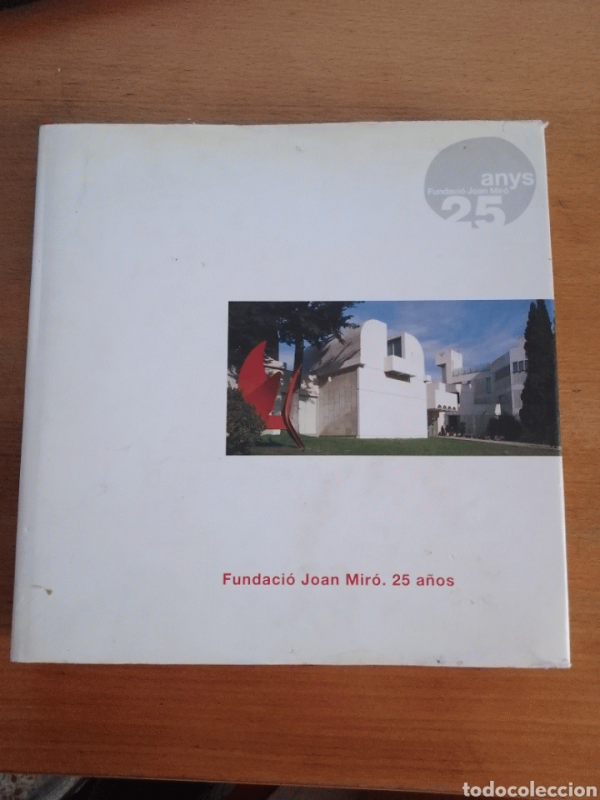 anys
Fundació Joan Miró
25
Fundació Joan Miró. 25 años
todocoleccion